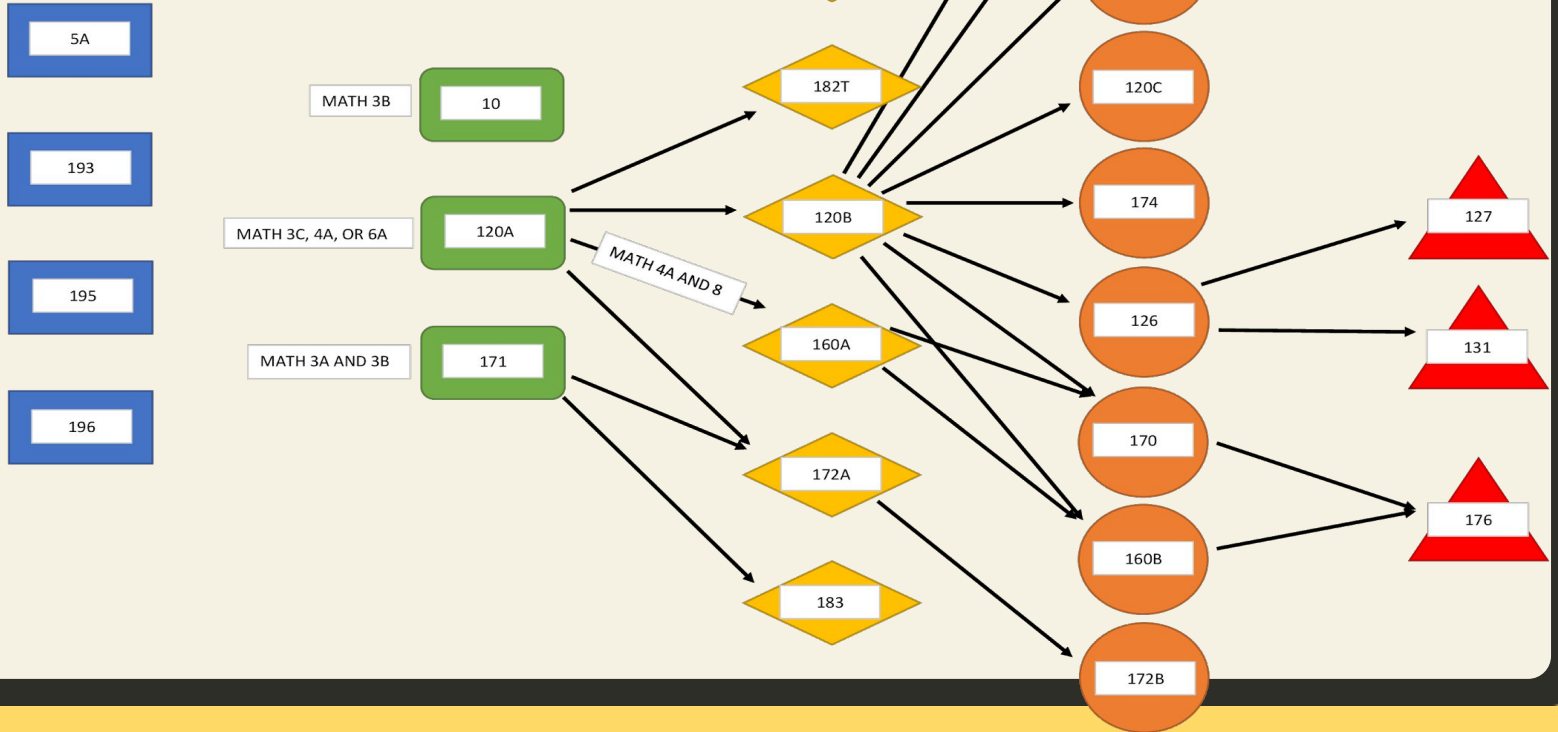 5A
193
195
196
MATH 3B
10
MATH 3C, 4A, OR 6A
120A
MATH 3A AND 3B
171
MATH 4A AND 8
182T
120B
160A
172A
183
120C
174
126
170
160B
172B
127
131
176